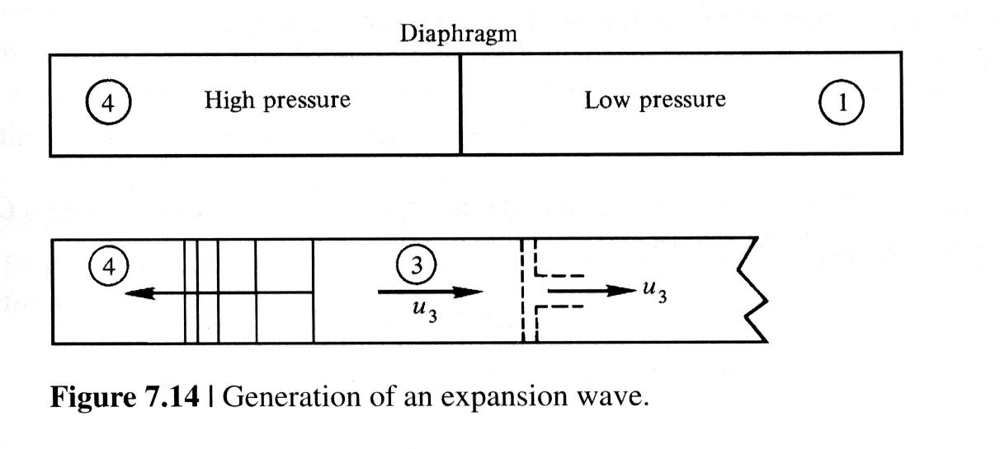 Diaphragm
4 High pressure Low pressure 1
4 3
u3 u3
Figure 7.14 | Generation of an expansion wave.